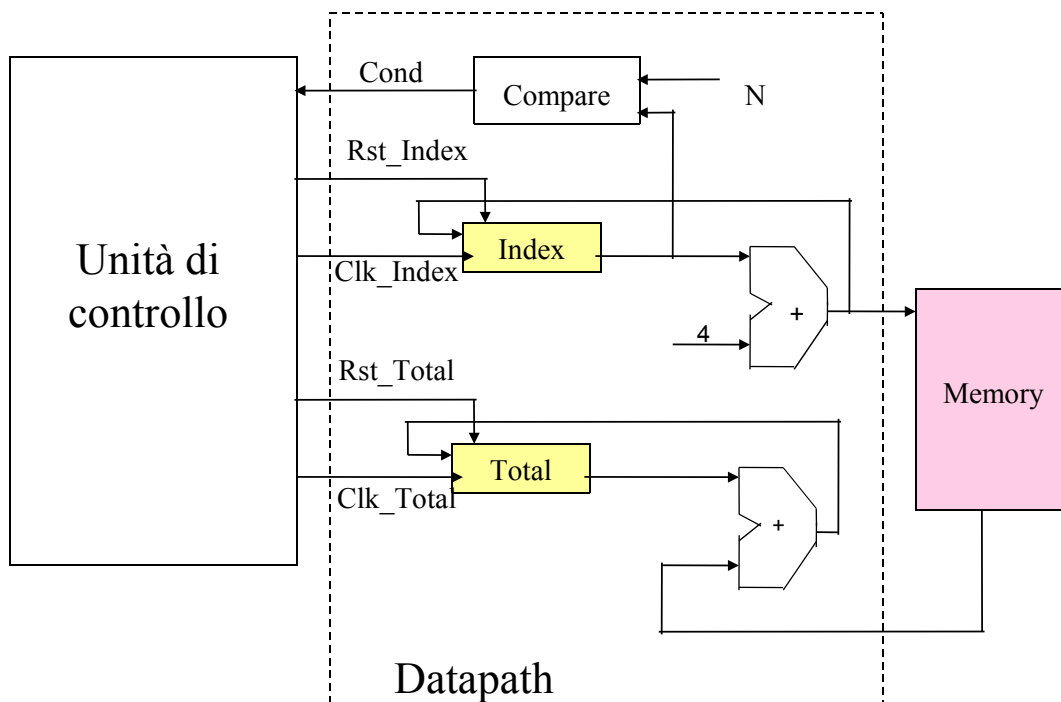 Cond
Compare
N
Rst_Index
Index
Clk_Index
Unità di
controllo
+
4
Rst_Total
Memory
Total
Clk_Total
+
Datapath